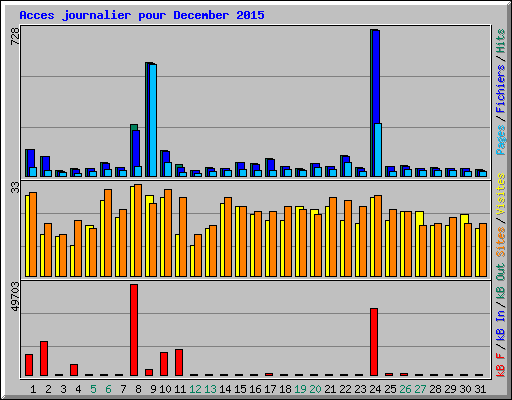 Acces journalier pour December 2015
728
33
49703
Pages / Fichiers / Hits
Sites / Visites
kB F / kB In / kB Out
1 2 3 4 5 6 7 8 9 10 11 12 13 14 15 16 17 18 19 20 21 22 23 24 25 26 27 28 29 30 31